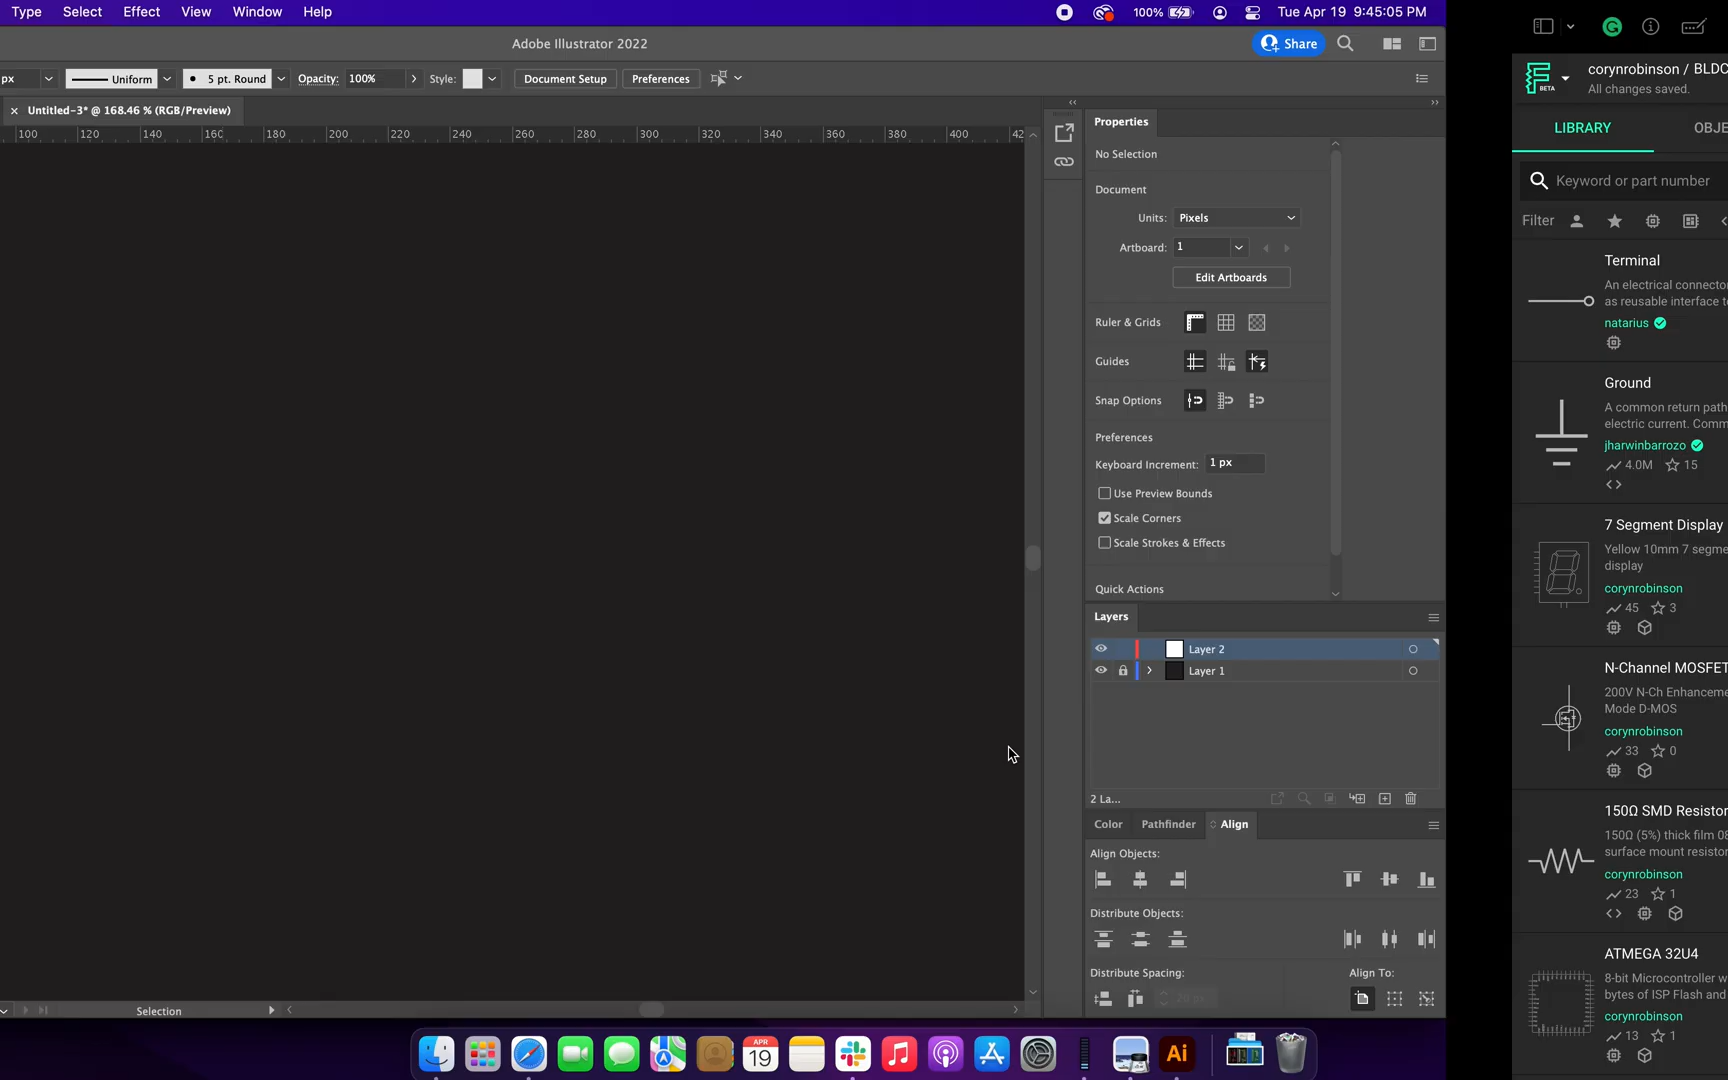 Type Select Effect View Window Help 100% Tue Apr 19 9:45:05 PM
Adobe Illustrator 2022 Share
px Uniform 5 pt. Round Opacity: 100% Style: Document Setup Preferences
Untitled-3* @ 168.46 % (RGB/Preview)
100 120 140 160 180 200 220 240 260 280 300 320 340 360 380 400 42
Properties
No Selection
Document
Units: Pixels
Artboard: 1
Edit Artboards
Ruler & Grids
Guides
Snap Options
Preferences
Keyboard Increment: 1 px
Use Preview Bounds
Scale Corners
Scale Strokes & Effects
Quick Actions
Layers
Layer 2
Layer 1
2 La...
Color Pathfinder Align
Align Objects:
Distribute Objects:
Distribute Spacing: Align To:
20 px
Selection
APR
19
Ai
BETA
corynrobinson / BLDC
All changes saved.
LIBRARY OBJE
Keyword or part number
Filter
Terminal
An electrical connecto
as reusable interface t
natarius
Ground
A common return path
electric current. Comm
jharwinbarrozo
4.0M 15
7 Segment Display
Yellow 10mm 7 segme
display
corynrobinson
45 3
N-Channel MOSFET
200V N-Ch Enhanceme
Mode D-MOS
corynrobinson
33 0
150Ω SMD Resistor
150Ω (5%) thick film 08
surface mount resistor
corynrobinson
23 1
ATMEGA 32U4
8-bit Microcontroller w
bytes of ISP Flash and
corynrobinson
13 1